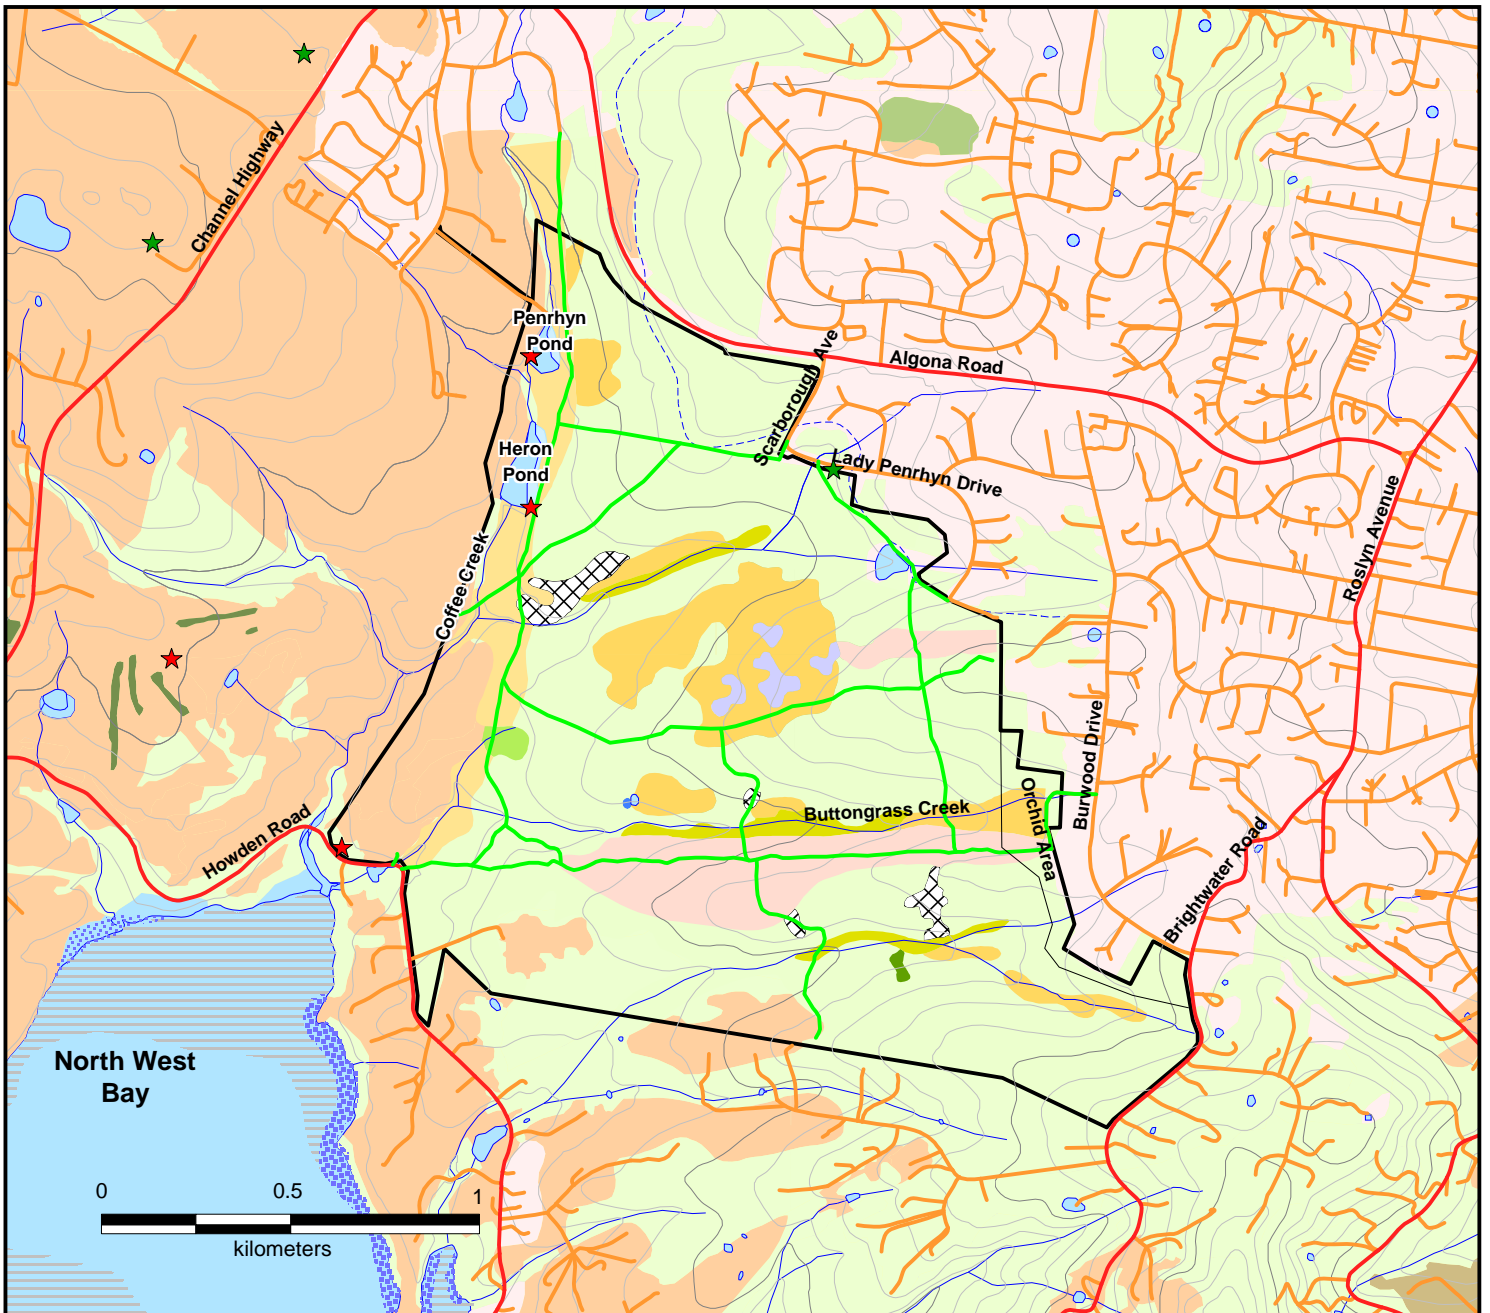 Channel Highway
Penrhyn
Pond
Scarborough Ave
Algona Road
Heron
Pond
Lady Penrhyn Drive
Roslyn Avenue
Coffee Creek
Burwood Drive
Orchid Area
Buttongrass Creek
Howden Road
Brightwater Road
North West
Bay
0 0.5 1
kilometers